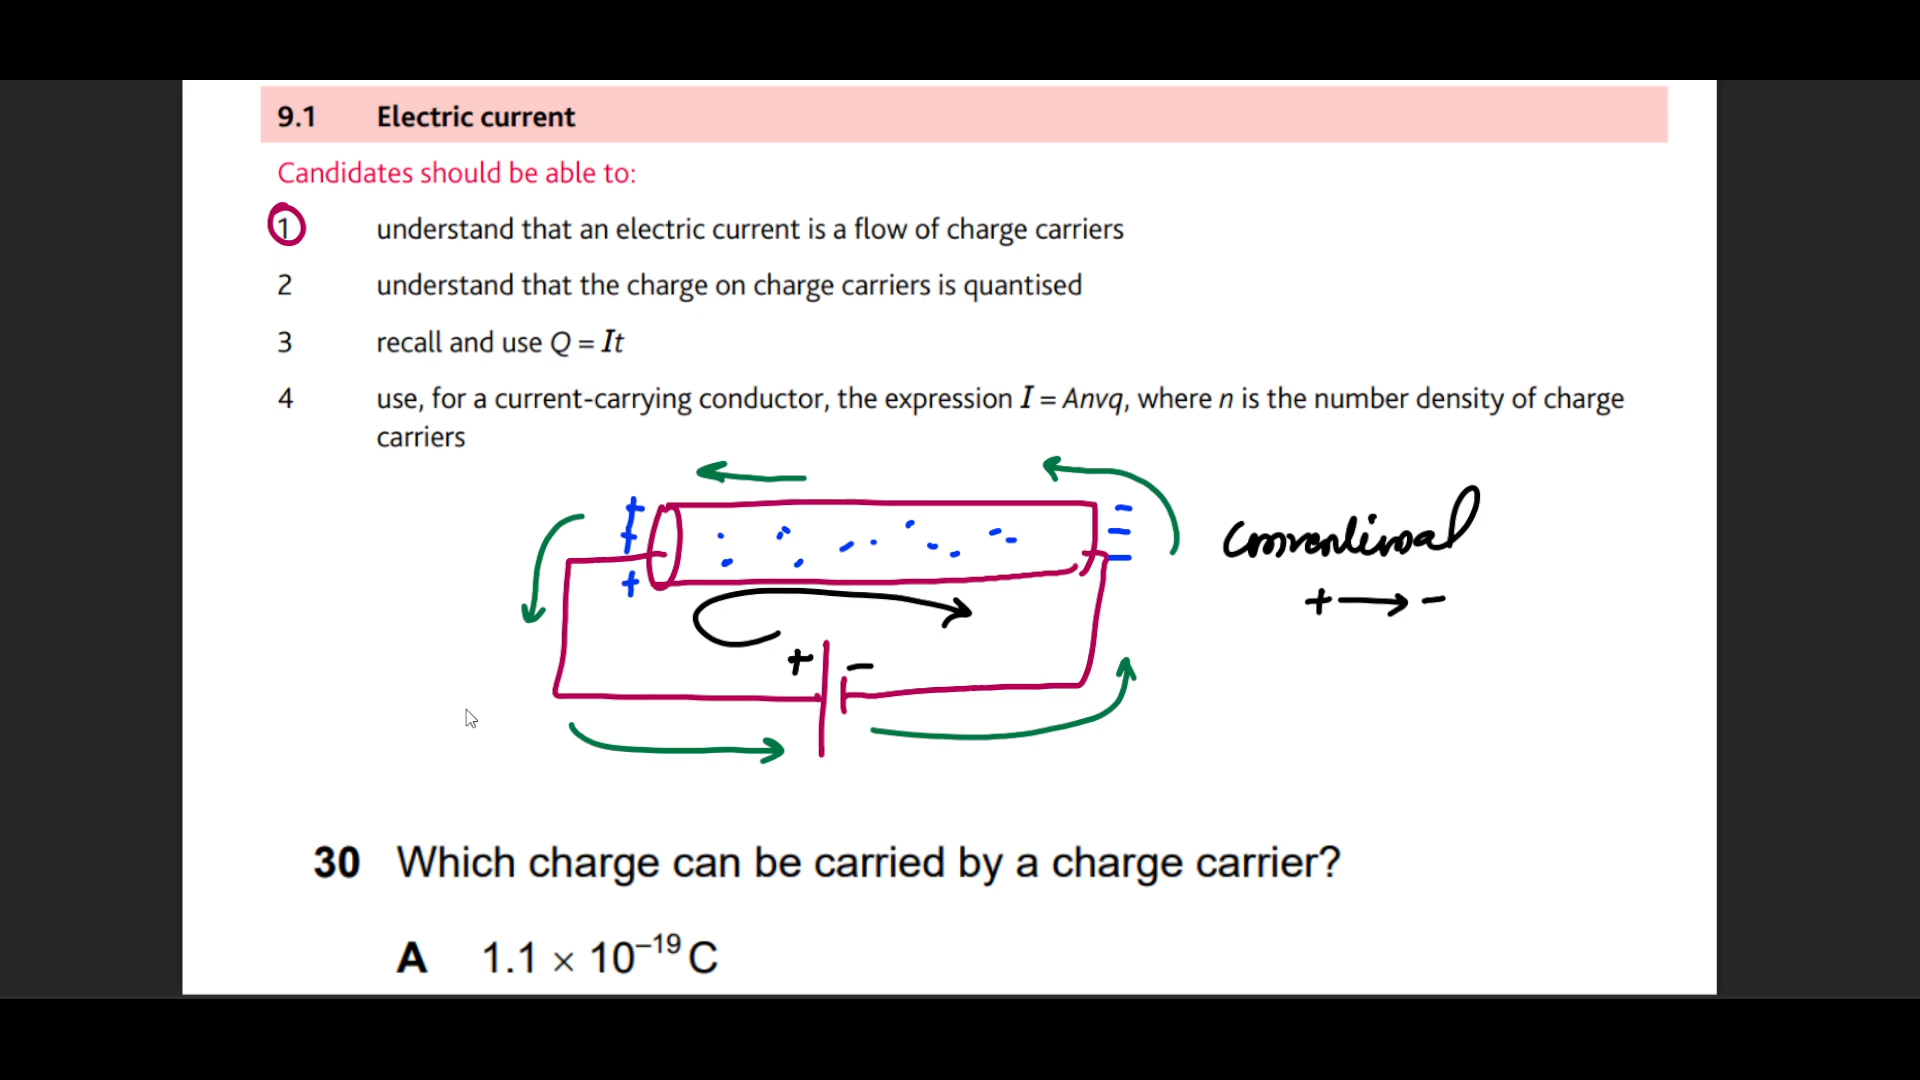 9.1 Electric current
Candidates should be able to:
1 understand that an electric current is a flow of charge carriers
2 understand that the charge on charge carriers is quantised
3 recall and use Q = It
4 use, for a current-carrying conductor, the expression I = Anvq, where n is the number density of charge
carriers
+ −
+ −
+ −
conventional
+ → −
+ −
30 Which charge can be carried by a charge carrier?
A 1.1 × 10⁻¹⁹ C